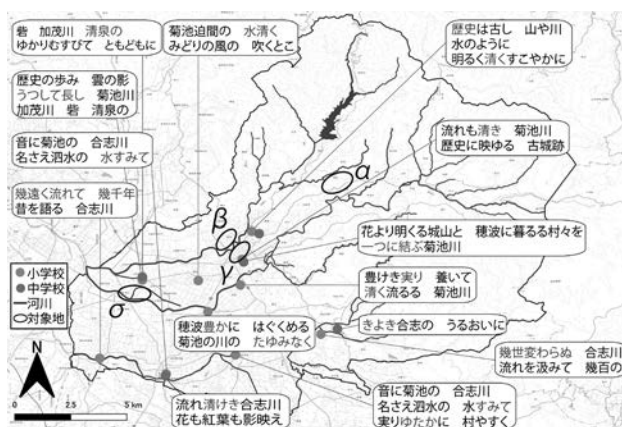 砦 加茂川 清泉の
ゆかりむすびて ともどもに
菊池迫間の 水清く
みどりの風の 吹くとこ
歴史は古し 山や川
水のように
明るく清くすこやかに
歴史の歩み 雲の影
うつして長し 菊池川
加茂川 砦 清泉の
流れも清き 菊池川
歴史に映ゆる 古城跡
音に菊池の 合志川
名さえ泗水の 水すみて
幾遠く流れて 幾千年
昔を語る 合志川
α
β
γ
σ
花より明くる城山と 穂波に暮るる村々を
一つに結ぶ菊池川
小学校
中学校
河川
対象地
豊けき実り 養いて
清く流るる 菊池川
穂波豊かに はぐくめる
菊池の川の たゆみなく
きよき合志の うるおいに
幾世変わらぬ 合志川
流れを汲みて 幾百の
N
0
2.5
5 km
流れ清けき合志川
花も紅葉も影映え
音に菊池の 合志川
名さえ泗水の 水すみて
実りゆたかに 村やすく